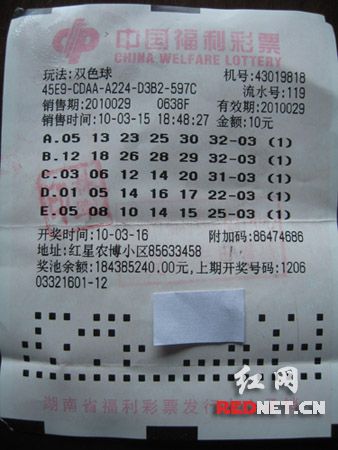 中国福利彩票
CHINA WELFARE LOTTERY
玩法:双色球 机号:43019818
45E9-CDAA-A224-D3B2-597C 流水号:119
销售期:2010029 0638F 有效期:2010029
销售时间:10-03-15 18:48:27 金额:10元
A.05 13 23 25 30 32-03 (1)
B.12 18 26 28 29 32-03 (1)
C.03 06 12 14 20 31-03 (1)
D.01 05 14 16 17 22-03 (1)
E.05 08 10 14 15 25-03 (1)
开奖时间:10-03-16 附加码:86474686
地址:红星农博小区85633458
奖池余额:184385240.00元,上期开奖号码:1206
03321601-12
红网
REDNET.CN
湖南省福利彩票发行